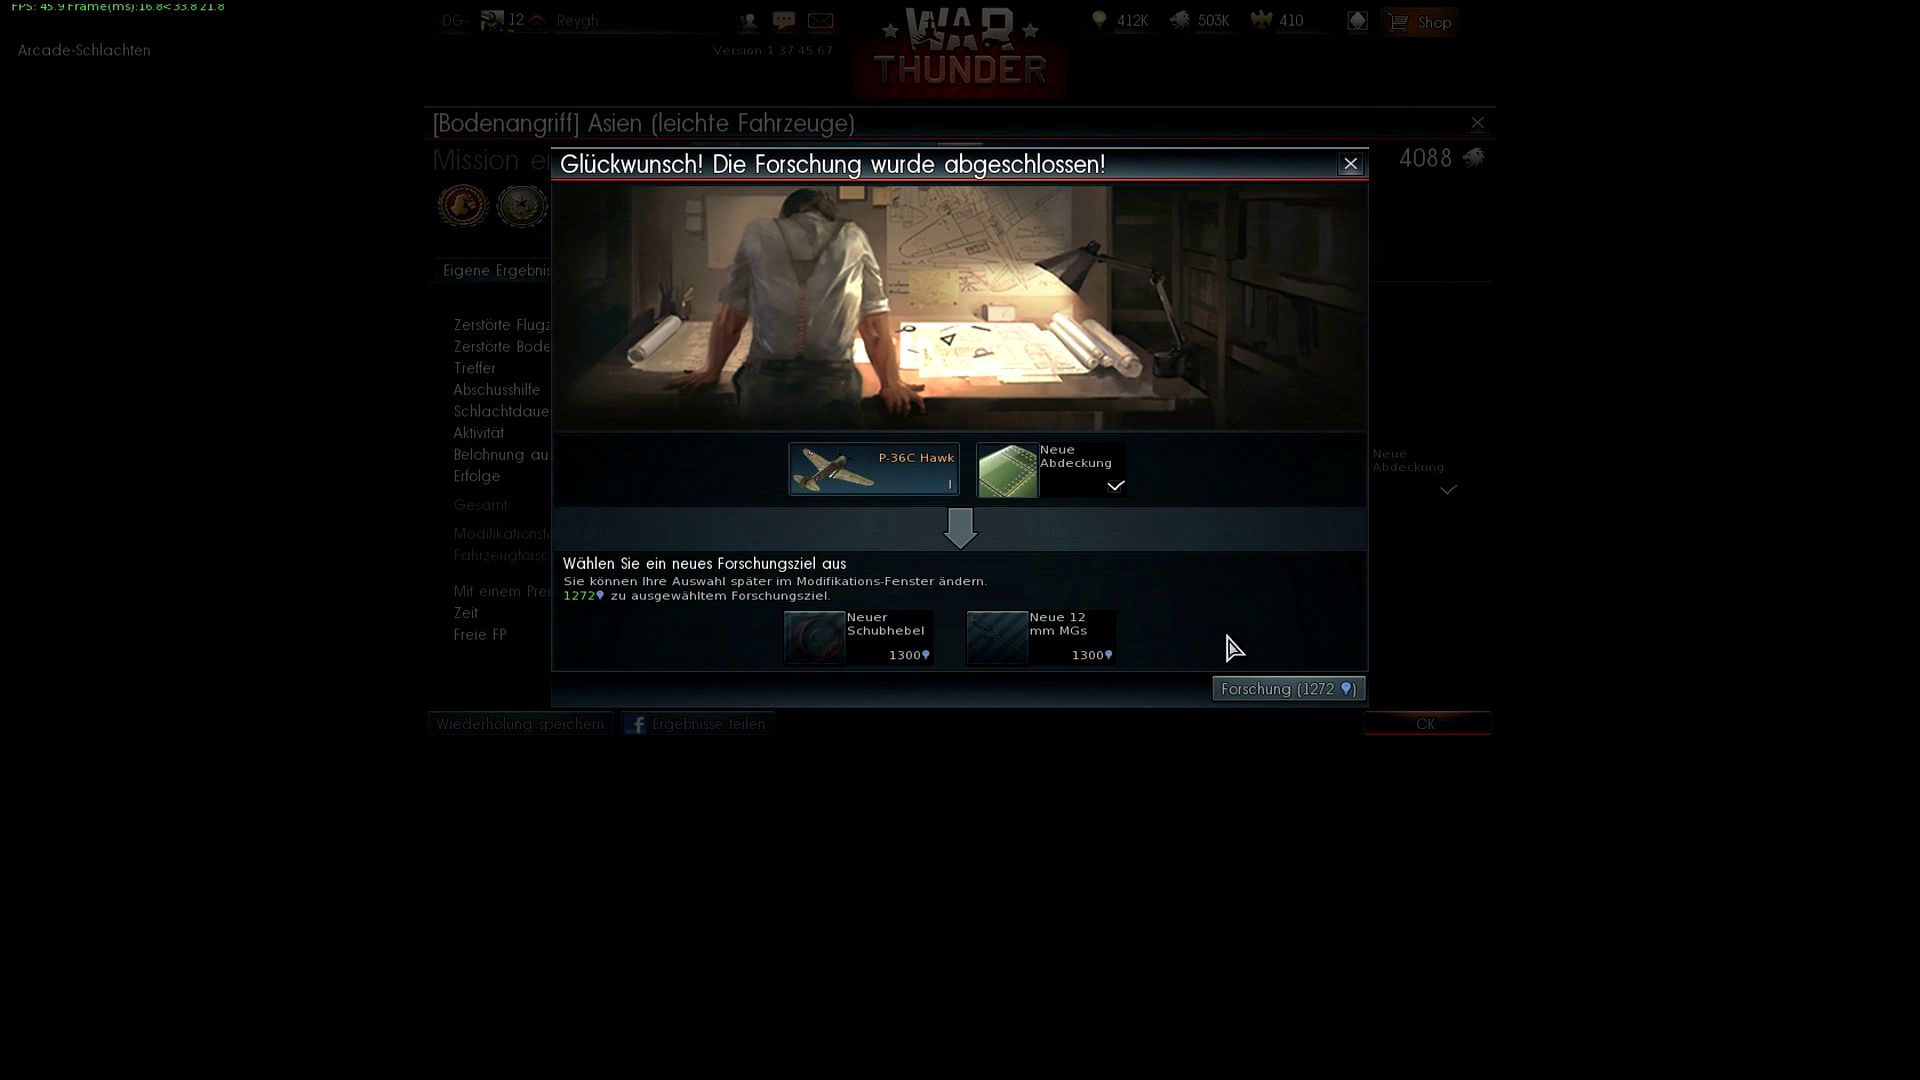 FPS: 45.9 Frame(ms):16.8<33.8 21.8
-DG- 12 Reygh 412K 503K 410 Shop
Version 1 37 45 67
WAR
THUNDER
Arcade-Schlachten
[Bodenangriff] Asien (leichte Fahrzeuge)
Mission 4088
Glückwunsch! Die Forschung wurde abgeschlossen!
Eigene Ergebnis
Zerstörte Flugz
Zerstörte Bode
Treffer
Abschusshilfe
Schlachtdaue
Aktivität
Belohnung au
Erfolge
Gesamt
Fahrzeugforsc
Zeit
Freie FP
P-36C Hawk
I
Neue
Abdeckung
Neue
Abdeckung
Wählen Sie ein neues Forschungsziel aus
Sie können Ihre Auswahl später im Modifikations-Fenster ändern.
1272 zu ausgewähltem Forschungsziel.
Neuer
Schubhebel
1300
Neue 12
mm MGs
1300
Forschung (1272 )
Wiederholung speichern
Ergebnisse teilen
OK